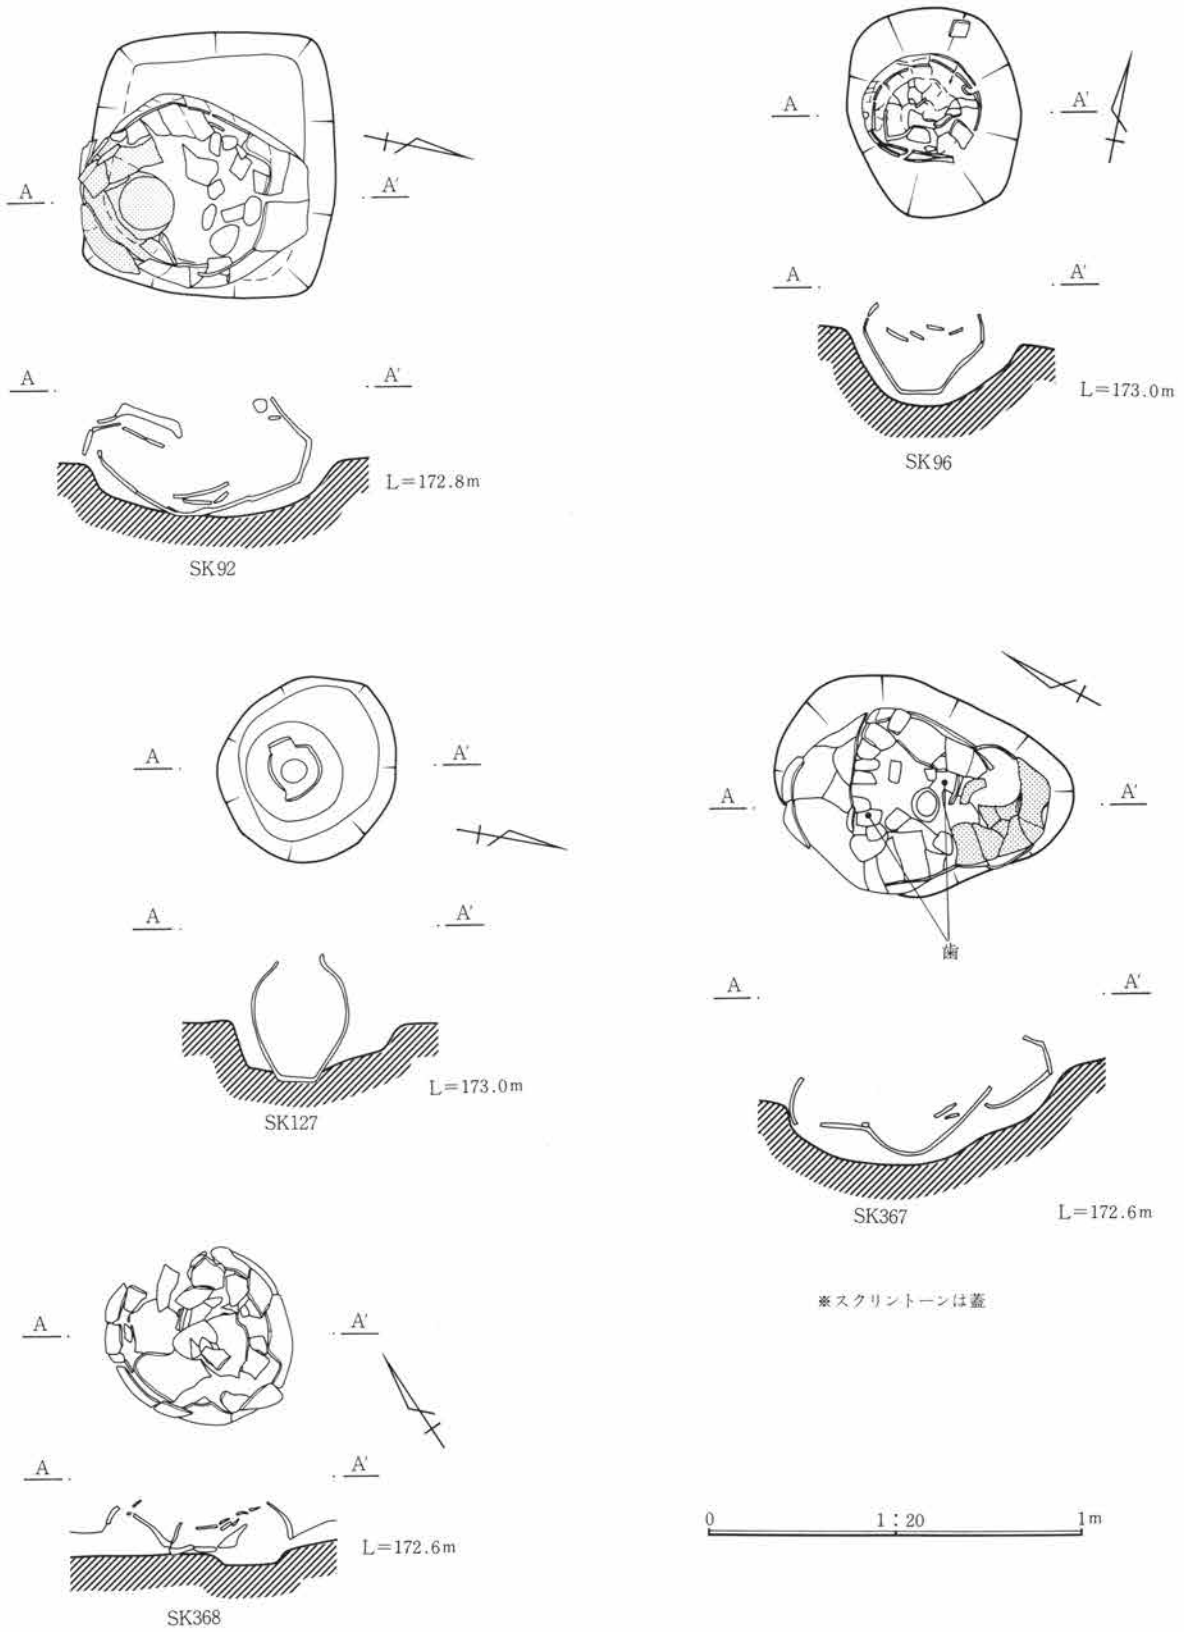 A A'
A A'
L=172.8m
SK92
A A'
A A'
L=173.0m
SK96
A A'
A A'
L=173.0m
SK127
A A'
歯
A A'
SK367
L=172.6m
※スクリントーンは蓋
A A'
A A'
L=172.6m
SK368
0 1:20 1m